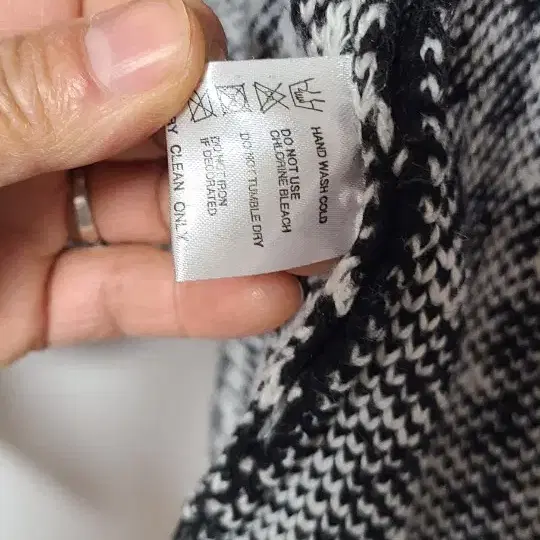 HAND WASH COLD
DO NOT USE
CHLORINE BLEACH
DO NOT TUMBLE DRY
DO NOT IRON
IF DECORATED
RY CLEAN ONLY